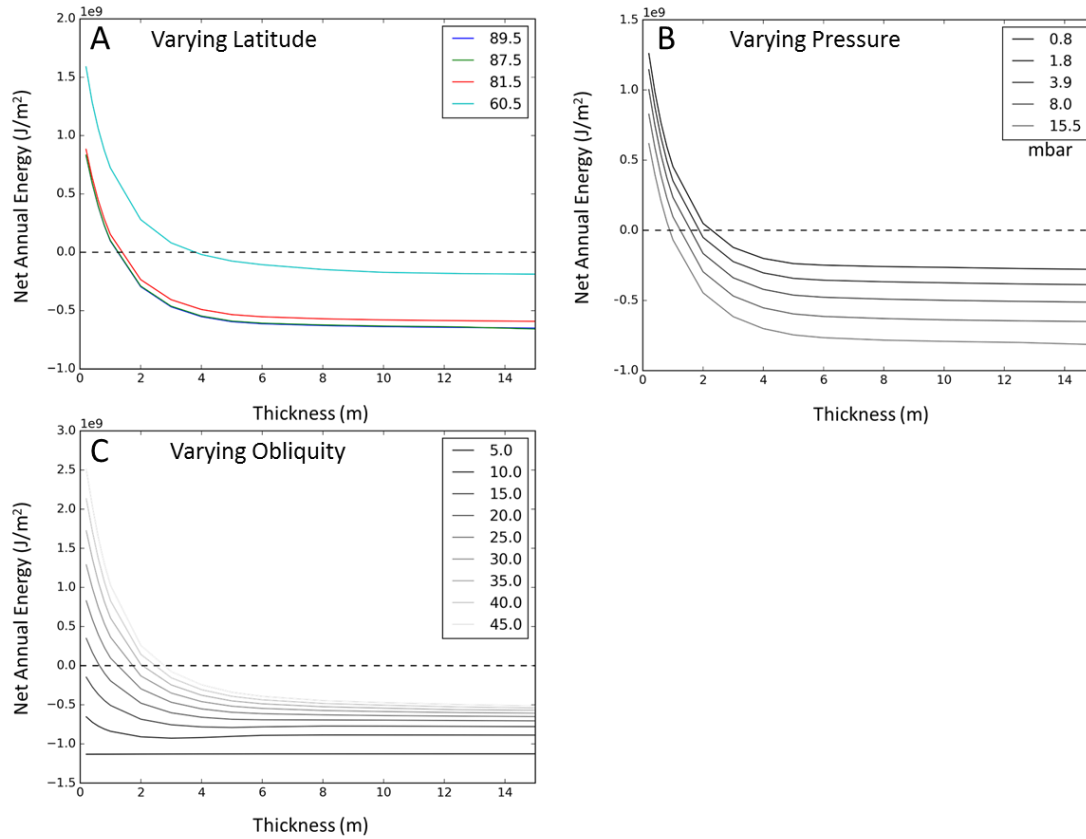 1e9
A Varying Latitude
89.5
87.5
81.5
60.5
2.0
1.5
1.0
0.5
0.0
−0.5
−1.0
Net Annual Energy (J/m²)
0 2 4 6 8 10 12 14
Thickness (m)
1e9
B Varying Pressure
0.8
1.8
3.9
8.0
15.5
mbar
1.5
1.0
0.5
0.0
−0.5
−1.0
Net Annual Energy (J/m²)
0 2 4 6 8 10 12 14
Thickness (m)
1e9
C Varying Obliquity
5.0
10.0
15.0
20.0
25.0
30.0
35.0
40.0
45.0
3.0
2.5
2.0
1.5
1.0
0.5
0.0
−0.5
−1.0
−1.5
Net Annual Energy (J/m²)
0 2 4 6 8 10 12 14
Thickness (m)